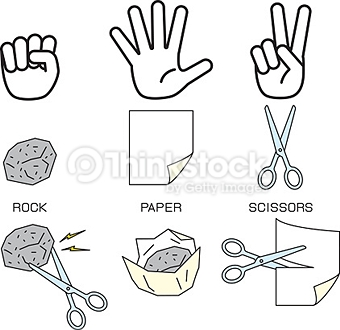 Thinkstock
by Getty Images
ROCK PAPER SCISSORS